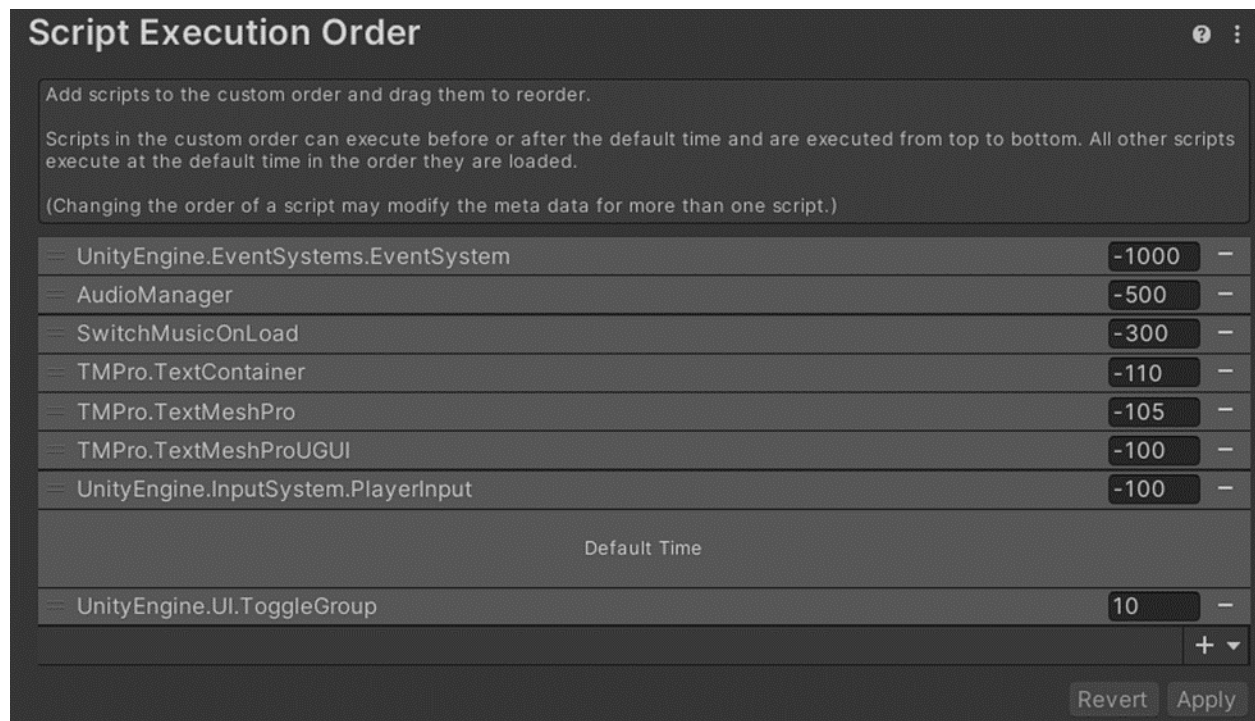 Script Execution Order
Add scripts to the custom order and drag them to reorder.
Scripts in the custom order can execute before or after the default time and are executed from top to bottom. All other scripts
execute at the default time in the order they are loaded.
(Changing the order of a script may modify the meta data for more than one script.)
UnityEngine.EventSystems.EventSystem -1000
AudioManager -500
SwitchMusicOnLoad -300
TMPro.TextContainer -110
TMPro.TextMeshPro -105
TMPro.TextMeshProUGUI -100
UnityEngine.InputSystem.PlayerInput -100
Default Time
UnityEngine.UI.ToggleGroup 10
Revert Apply